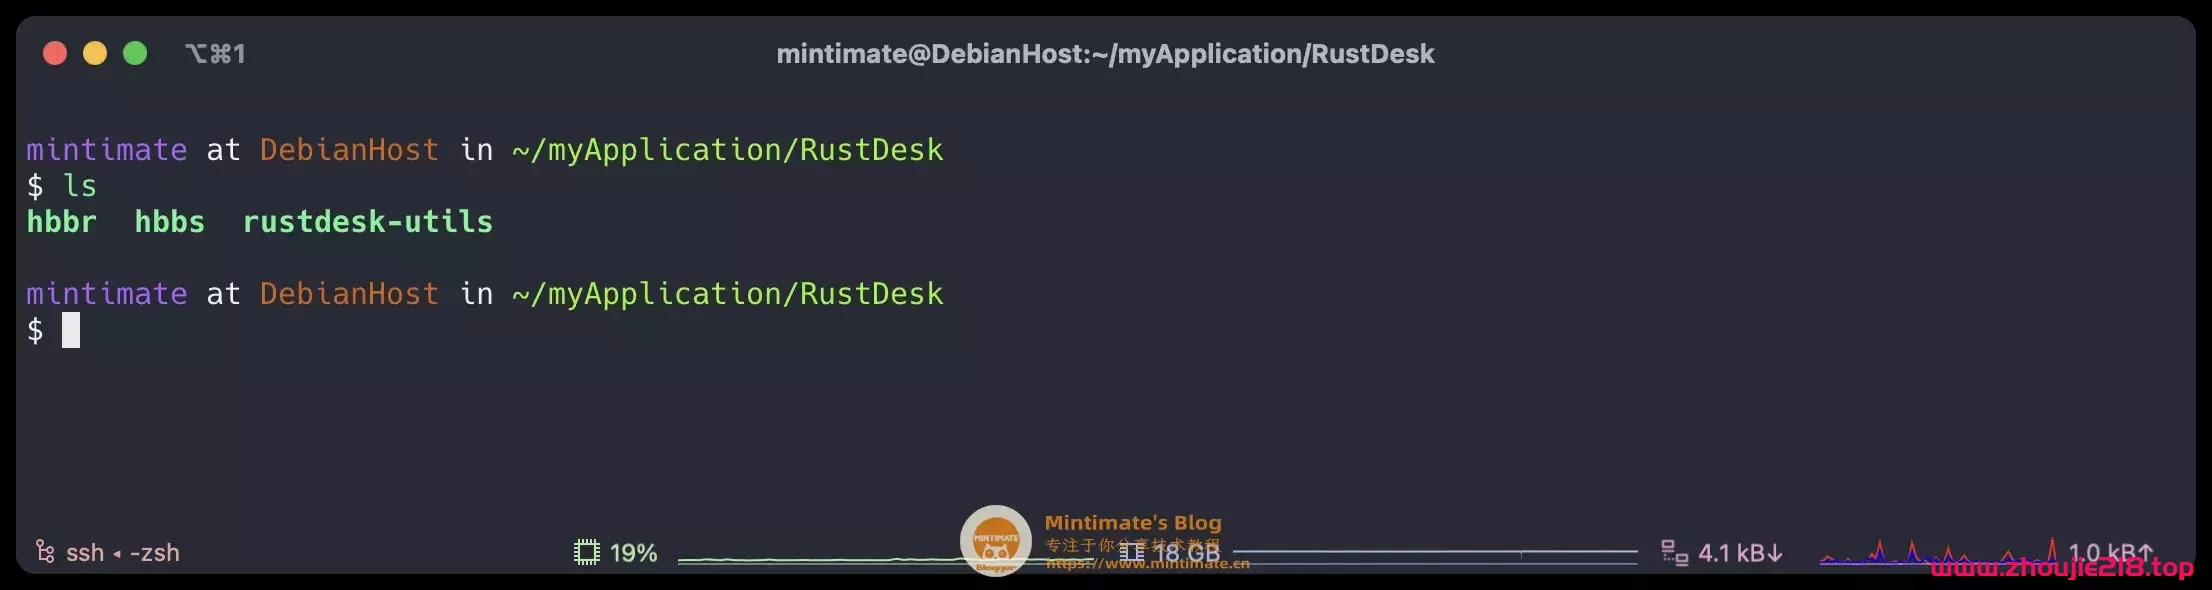 ⌥⌘1
mintimate@DebianHost:~/myApplication/RustDesk
mintimate at DebianHost in ~/myApplication/RustDesk
$ ls
hbbr hbbs rustdesk-utils
mintimate at DebianHost in ~/myApplication/RustDesk
$
ssh ◂ -zsh
19%
18 GB
4.1 kB↓
1.0 kB↑
MINTIMATE
Blogger
Mintimate's Blog
专注于你分享技术教程
https://www.mintimate.cn
www.zhoujie218.top